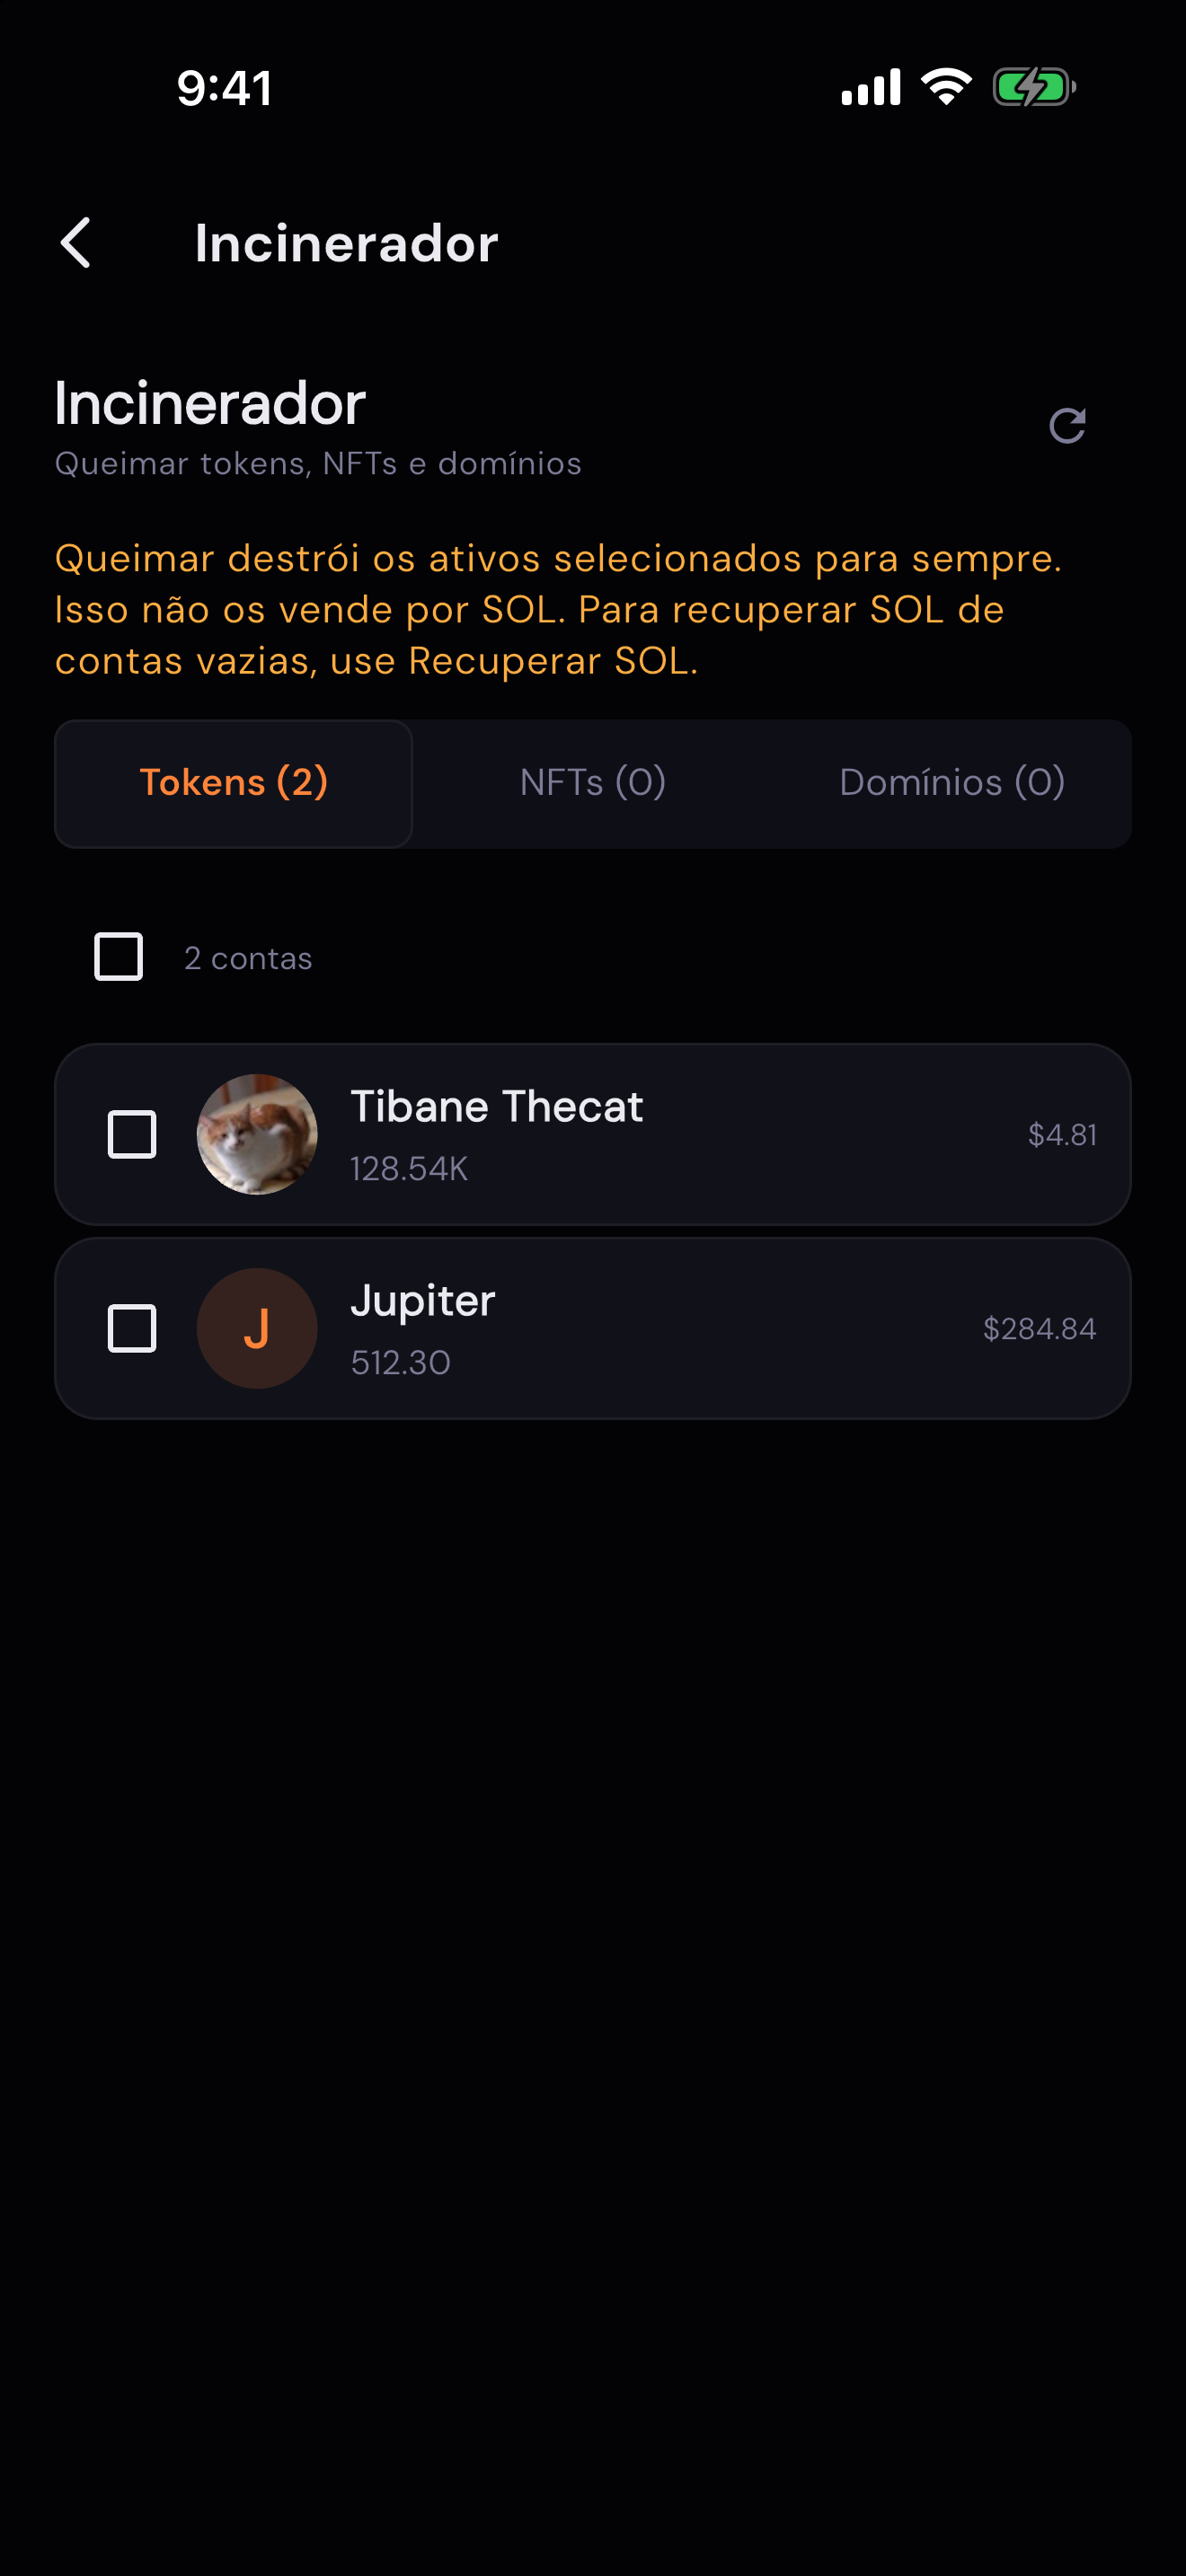 9:41
Incinerador
Incinerador
Queimar tokens, NFTs e domínios
Queimar destrói os ativos selecionados para sempre.
Isso não os vende por SOL. Para recuperar SOL de
contas vazias, use Recuperar SOL.
Tokens (2)
NFTs (0)
Domínios (0)
2 contas
Tibane Thecat
128.54K
$4.81
J
Jupiter
512.30
$284.84